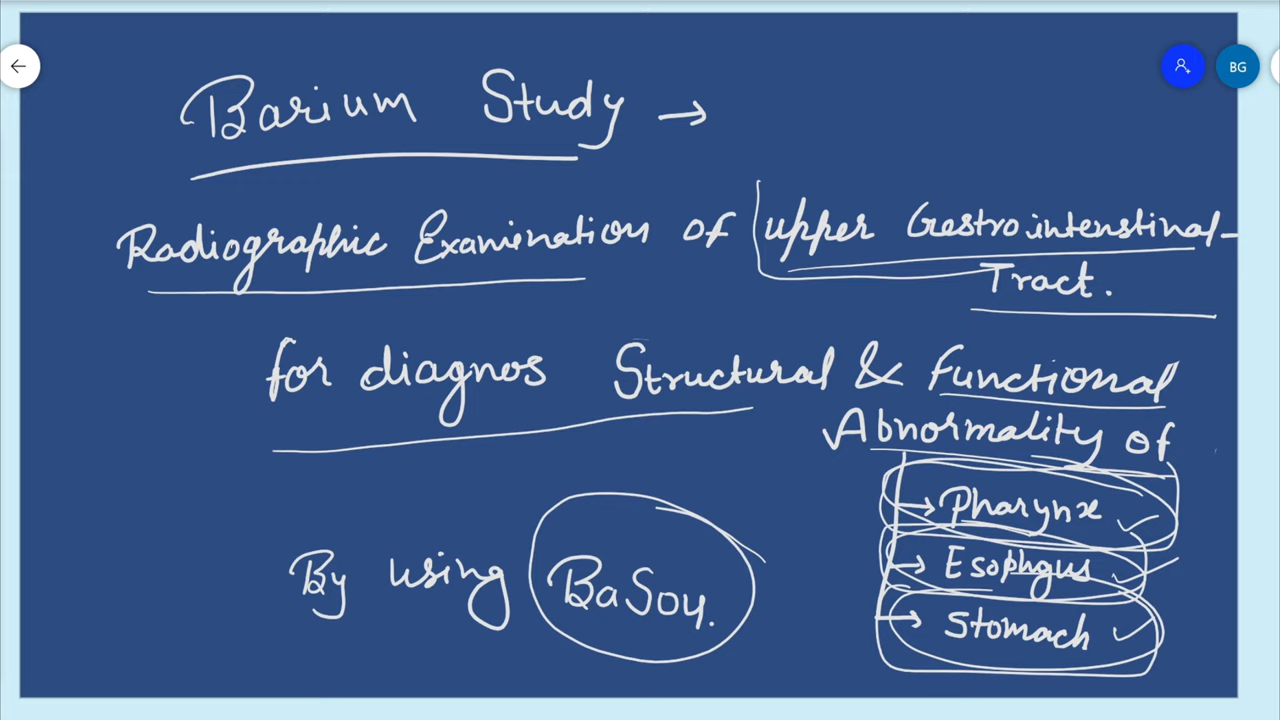 Barium Study →
Radiographic Examination of upper Gestrointenstinal-
Tract.
for diagnos Structural & Functional
Abnormality of
→ Pharynx
→ Esophgus
→ Stomach
By using BaSo4.
BG